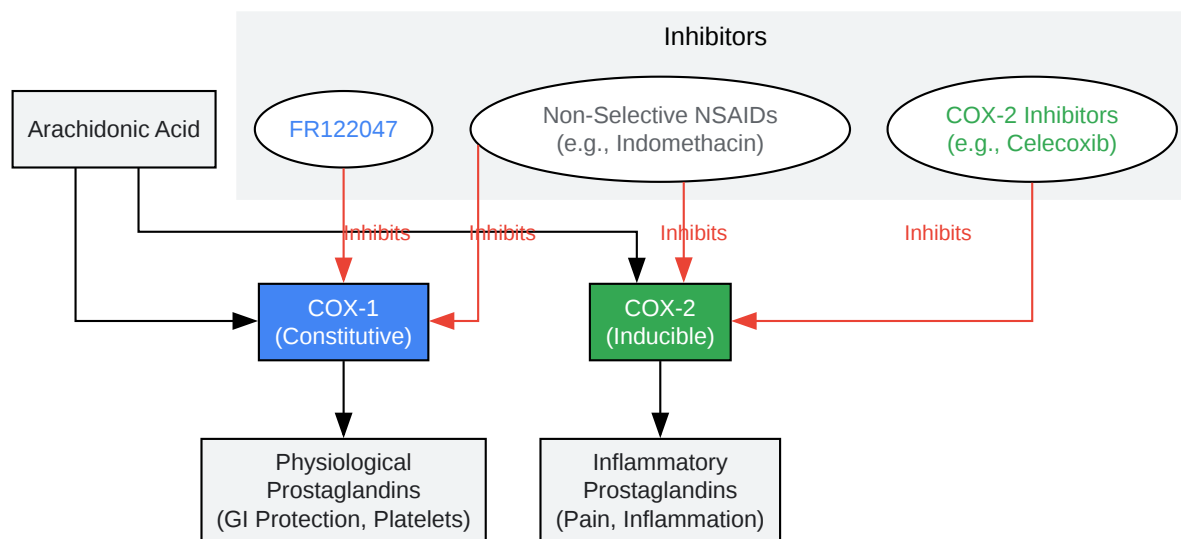 Inhibitors
Arachidonic Acid
FR122047
Non-Selective NSAIDs
(e.g., Indomethacin)
COX-2 Inhibitors
(e.g., Celecoxib)
Inhibits
Inhibits
Inhibits
Inhibits
COX-1
(Constitutive)
COX-2
(Inducible)
Physiological
Prostaglandins
(GI Protection, Platelets)
Inflammatory
Prostaglandins
(Pain, Inflammation)